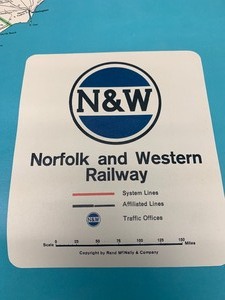 N&W
Norfolk and Western
Railway
System Lines
Affiliated Lines
N&W Traffic Offices
Scale 0 25 50 75 100 125 150 Miles
Copyright by Rand McNally & Company